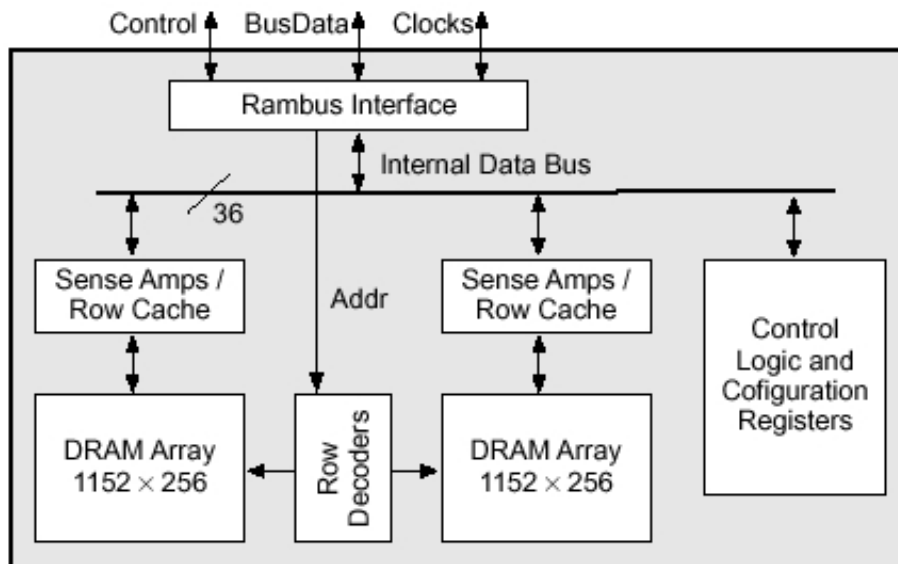 Control BusData Clocks
Rambus Interface
Internal Data Bus
36
Sense Amps /
Row Cache
Addr
Sense Amps /
Row Cache
Control
Logic and
Cofiguration
Registers
DRAM Array
1152 × 256
Row
Decoders
DRAM Array
1152 × 256